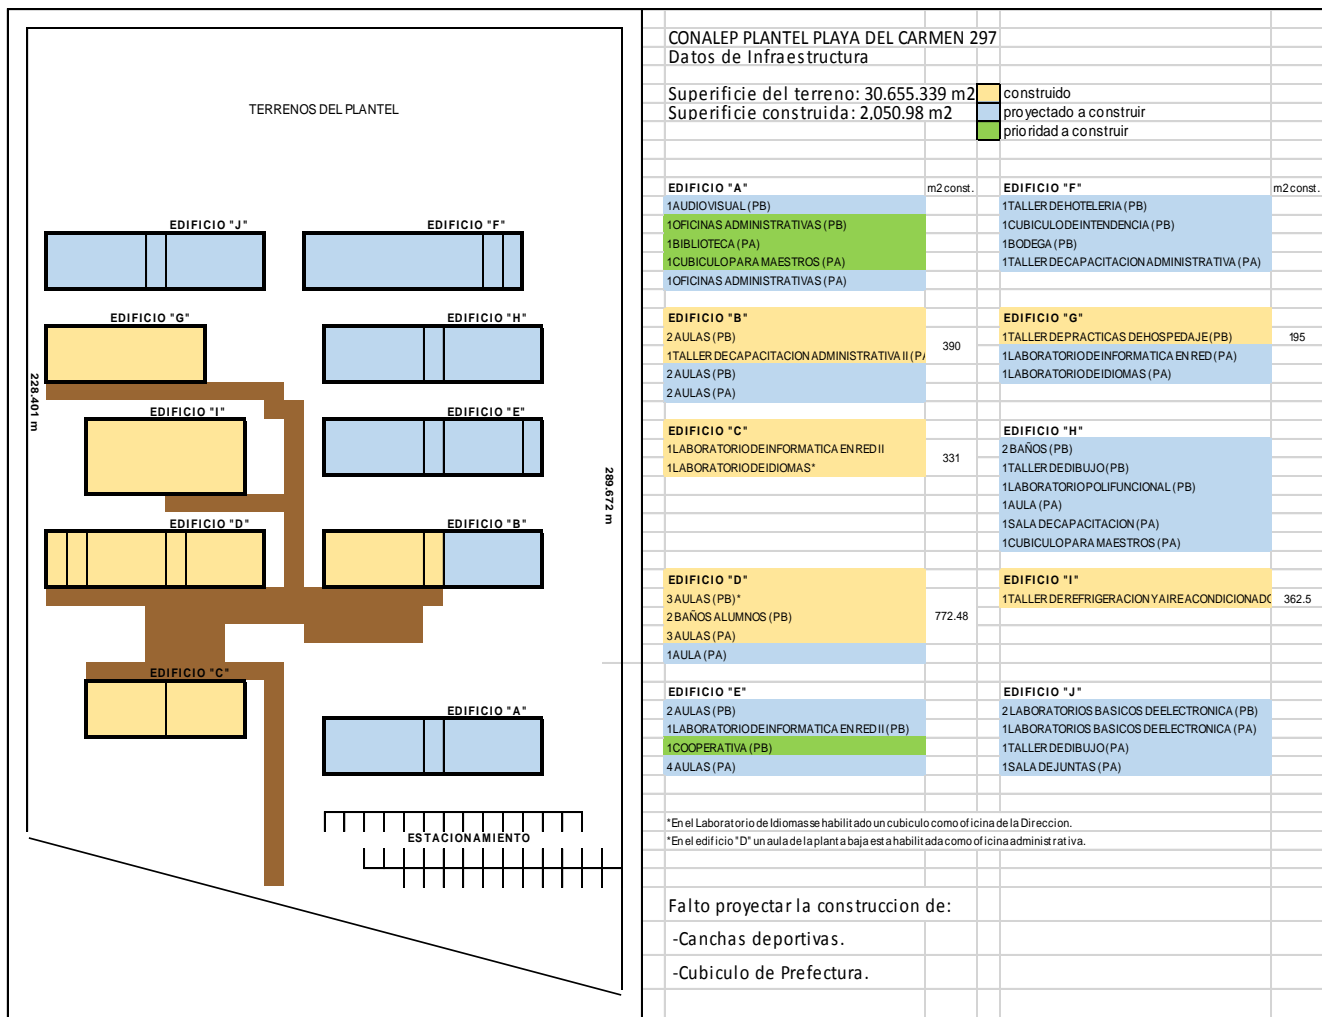 TERRENOS DEL PLANTEL
EDIFICIO "J"
EDIFICIO "F"
EDIFICIO "G"
EDIFICIO "H"
228.401 m
EDIFICIO "I"
EDIFICIO "E"
289.672 m
EDIFICIO "D"
EDIFICIO "B"
EDIFICIO "C"
EDIFICIO "A"
ESTACIONAMIENTO
CONALEP PLANTEL PLAYA DEL CARMEN 297
Datos de Infraestructura
Superificie del terreno: 30.655.339 m2
Superficie construida: 2,050.98 m2
construido
proyectado a construir
prioridad a construir
EDIFICIO "A" m2 const.
1 AUDIOVISUAL (PB)
1 OFICINAS ADMINISTRATIVAS (PB)
1 BIBLIOTECA (PA)
1 CUBICULO PARA MAESTROS (PA)
1 OFICINAS ADMINISTRATIVAS (PA)
EDIFICIO "B"
2 AULAS (PB)
390
1 TALLER DE CAPACITACION ADMINISTRATIVA II (PA
2 AULAS (PB)
2 AULAS (PA)
EDIFICIO "C"
1 LABORATORIO DE INFORMATICA EN RED II
331
1 LABORATORIO DE IDIOMAS*
EDIFICIO "D"
3 AULAS (PB)*
2 BAÑOS ALUMNOS (PB)
772.48
3 AULAS (PA)
1 AULA (PA)
EDIFICIO "E"
2 AULAS (PB)
1 LABORATORIO DE INFORMATICA EN RED II (PB)
1 COOPERATIVA (PB)
4 AULAS (PA)
EDIFICIO "F" m2 const.
1 TALLER DE HOTELERIA (PB)
1 CUBICULO DE INTENDENCIA (PB)
1 BODEGA (PB)
1 TALLER DE CAPACITACION ADMINISTRATIVA (PA)
EDIFICIO "G"
1 TALLER DE PRACTICAS DE HOSPEDAJE (PB) 195
1 LABORATORIO DE INFORMATICA EN RED (PA)
1 LABORATORIO DE IDIOMAS (PA)
EDIFICIO "H"
2 BAÑOS (PB)
1 TALLER DE DIBUJO (PB)
1 LABORATORIO POLIFUNCIONAL (PB)
1 AULA (PA)
1 SALA DE CAPACITACION (PA)
1 CUBICULO PARA MAESTROS (PA)
EDIFICIO "I"
1 TALLER DE REFRIGERACION Y AIRE ACONDICIONADO 362.5
EDIFICIO "J"
2 LABORATORIOS BASICOS DE ELECTRONICA (PB)
1 LABORATORIOS BASICOS DE ELECTRONICA (PA)
1 TALLER DE DIBUJO (PA)
1 SALA DE JUNTAS (PA)
*En el Laboratorio de Idiomas se habilitado un cubiculo como oficina de la Direccion.
*En el edificio "D" un aula de la planta baja esta habilitada como oficina administrativa.
Falto proyectar la construccion de:
-Canchas deportivas.
-Cubiculo de Prefectura.